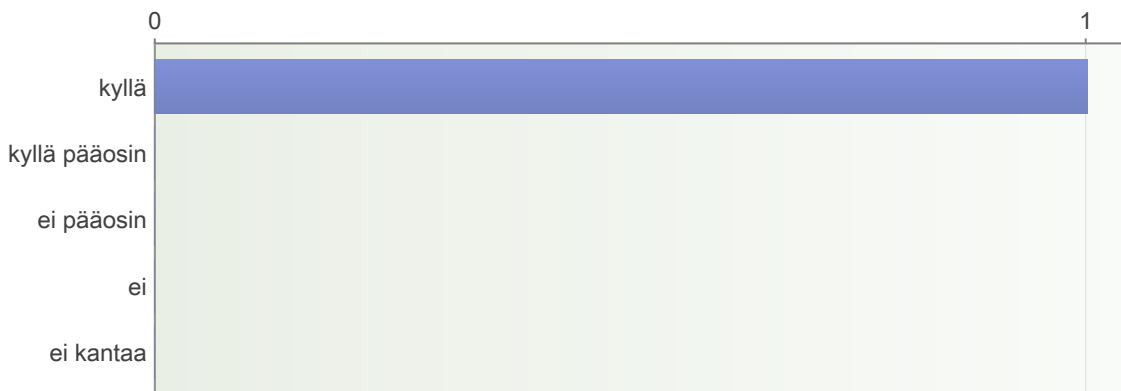 0 1
kyllä
kyllä pääosin
ei pääosin
ei
ei kantaa